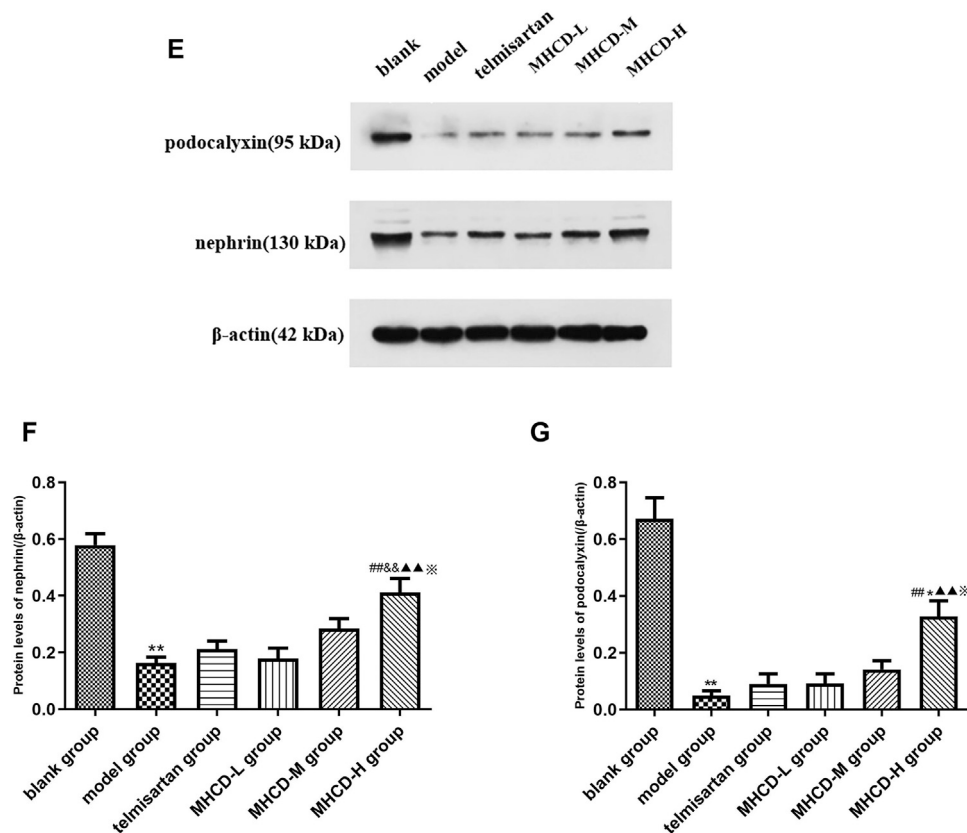 E
blank
model
telmisartan
MHCD-L
MHCD-M
MHCD-H
podocalyxin(95 kDa)
nephrin(130 kDa)
β-actin(42 kDa)
F
Protein levels of nephrin(/β-actin)
0.8
0.6
0.4
0.2
0.0
**
##&&▲▲※
blank group
model group
telmisartan group
MHCD-L group
MHCD-M group
MHCD-H group
G
Protein levels of podocalyxin(/β-actin)
0.8
0.6
0.4
0.2
0.0
**
##*▲▲※
blank group
model group
telmisartan group
MHCD-L group
MHCD-M group
MHCD-H group